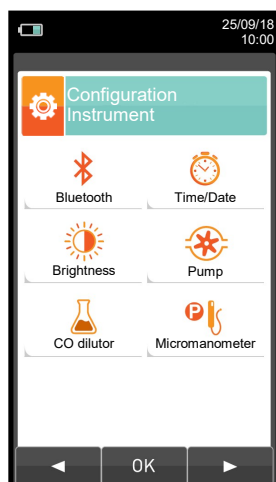 25/09/18
10:00
Configuration
Instrument
Bluetooth
Time/Date
Brightness
Pump
CO dilutor
P
Micromanometer
◄ OK ►